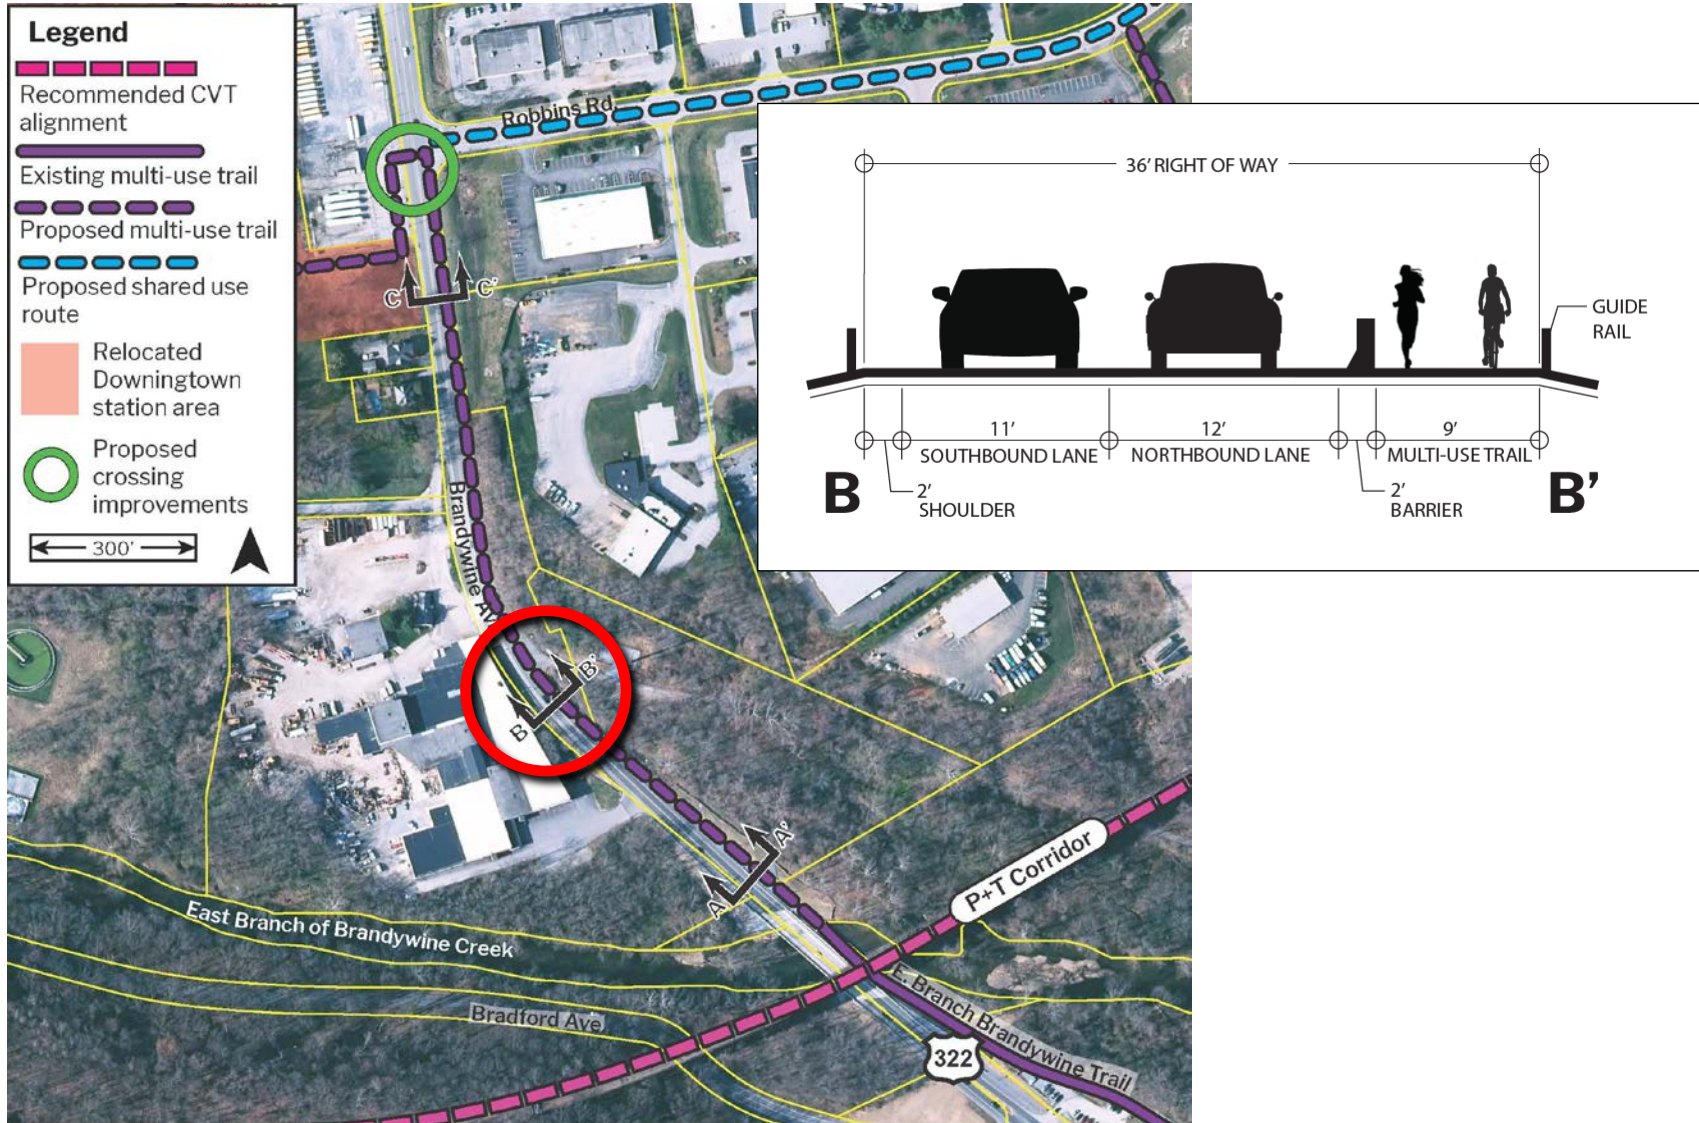 Legend
Recommended CVT
alignment
Existing multi-use trail
Proposed multi-use trail
Proposed shared use
route
Relocated
Downingtown
station area
Proposed
crossing
improvements
300'
Robbins Rd.
C
C'
Brandywine Av
B
B'
A
A'
P+T Corridor
East Branch of Brandywine Creek
Bradford Ave
E. Branch Brandywine Trail
322
36' RIGHT OF WAY
GUIDE
RAIL
11'
SOUTHBOUND LANE
12'
NORTHBOUND LANE
9'
MULTI-USE TRAIL
2'
SHOULDER
2'
BARRIER
B
B'